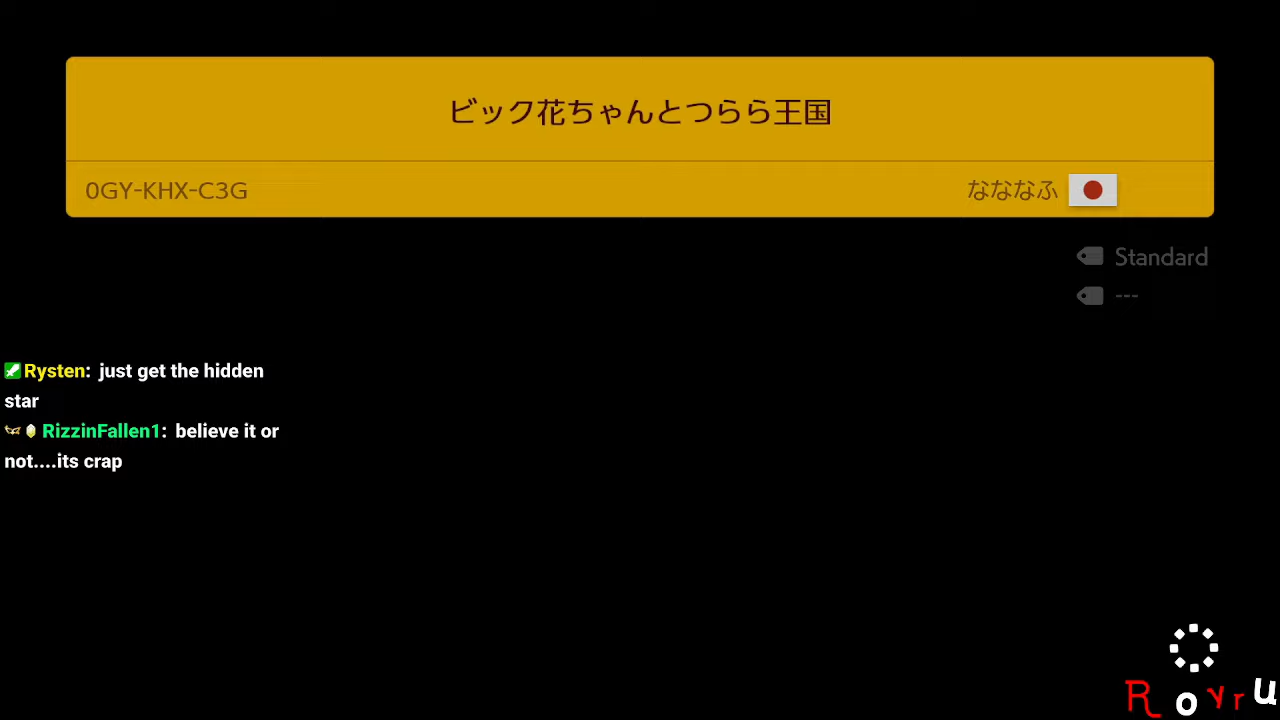 ビック花ちゃんとつらら王国
0GY-KHX-C3G
なななふ
Standard
---
Rysten: just get the hidden
star
RizzinFallen1: believe it or
not....its crap
Royru